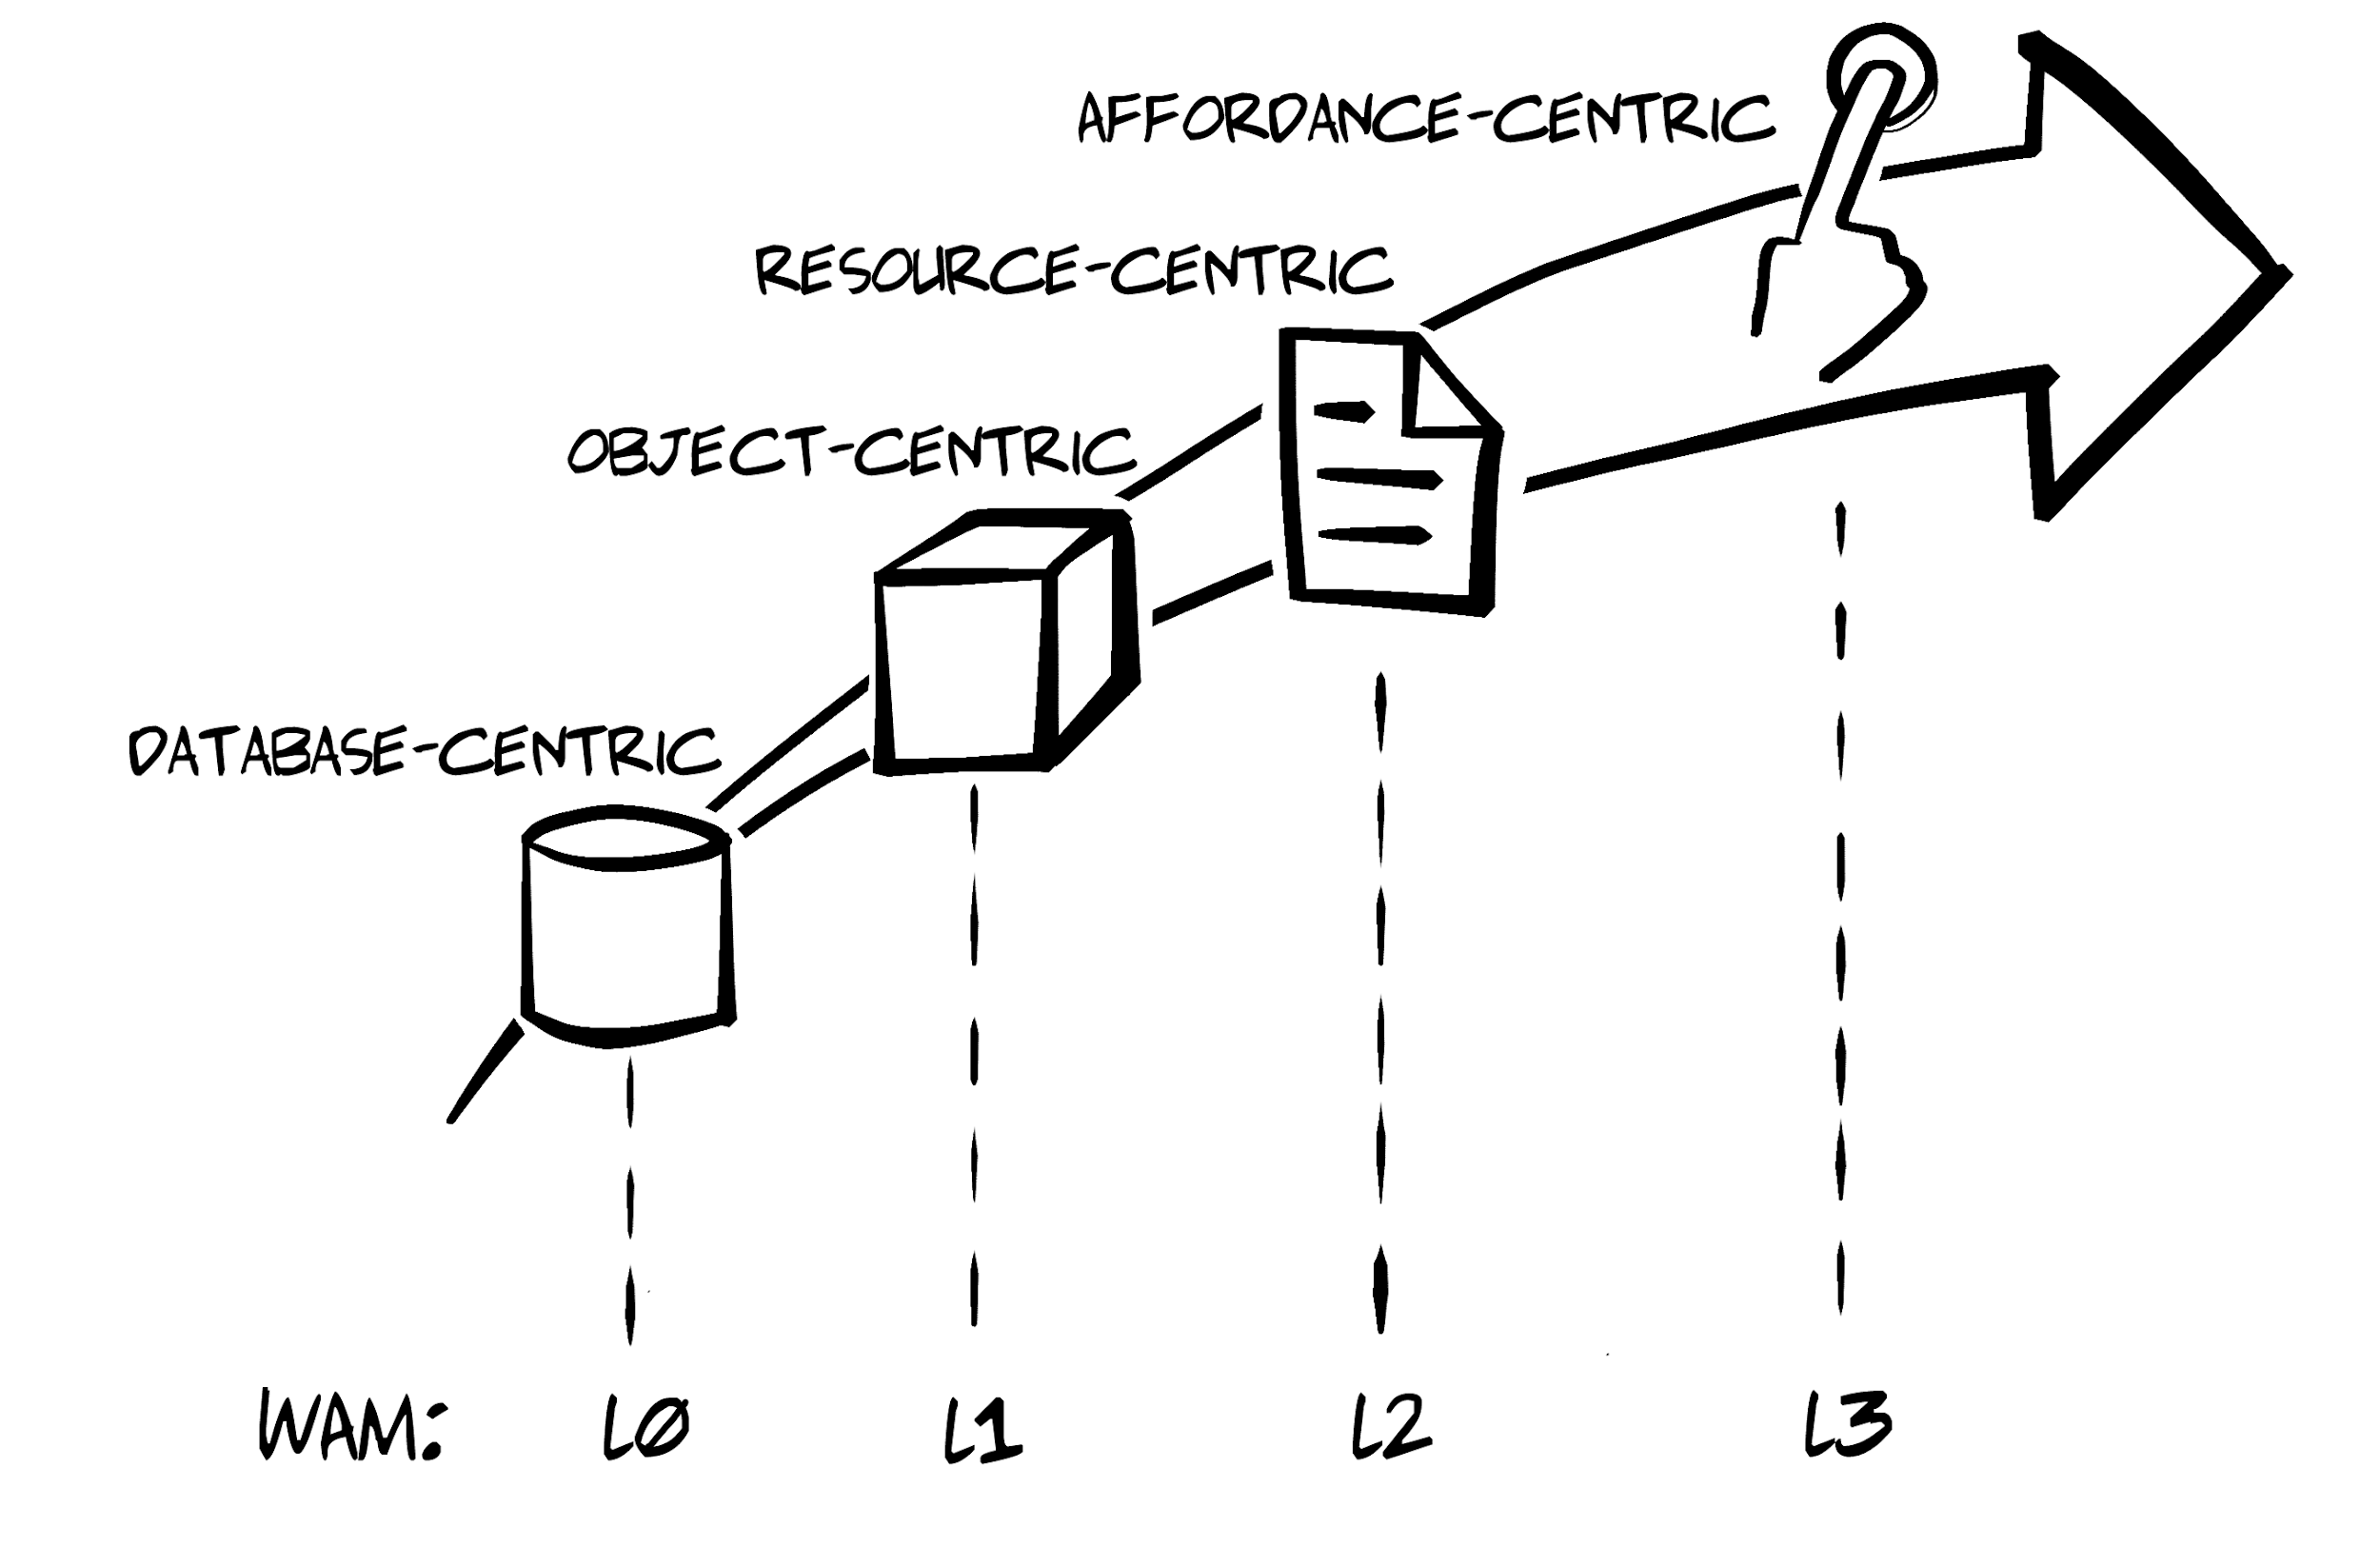 AFFORDANCE-CENTRIC
RESOURCE-CENTRIC
OBJECT-CENTRIC
DATABASE-CENTRIC
WAM: L0 L1 L2 L3